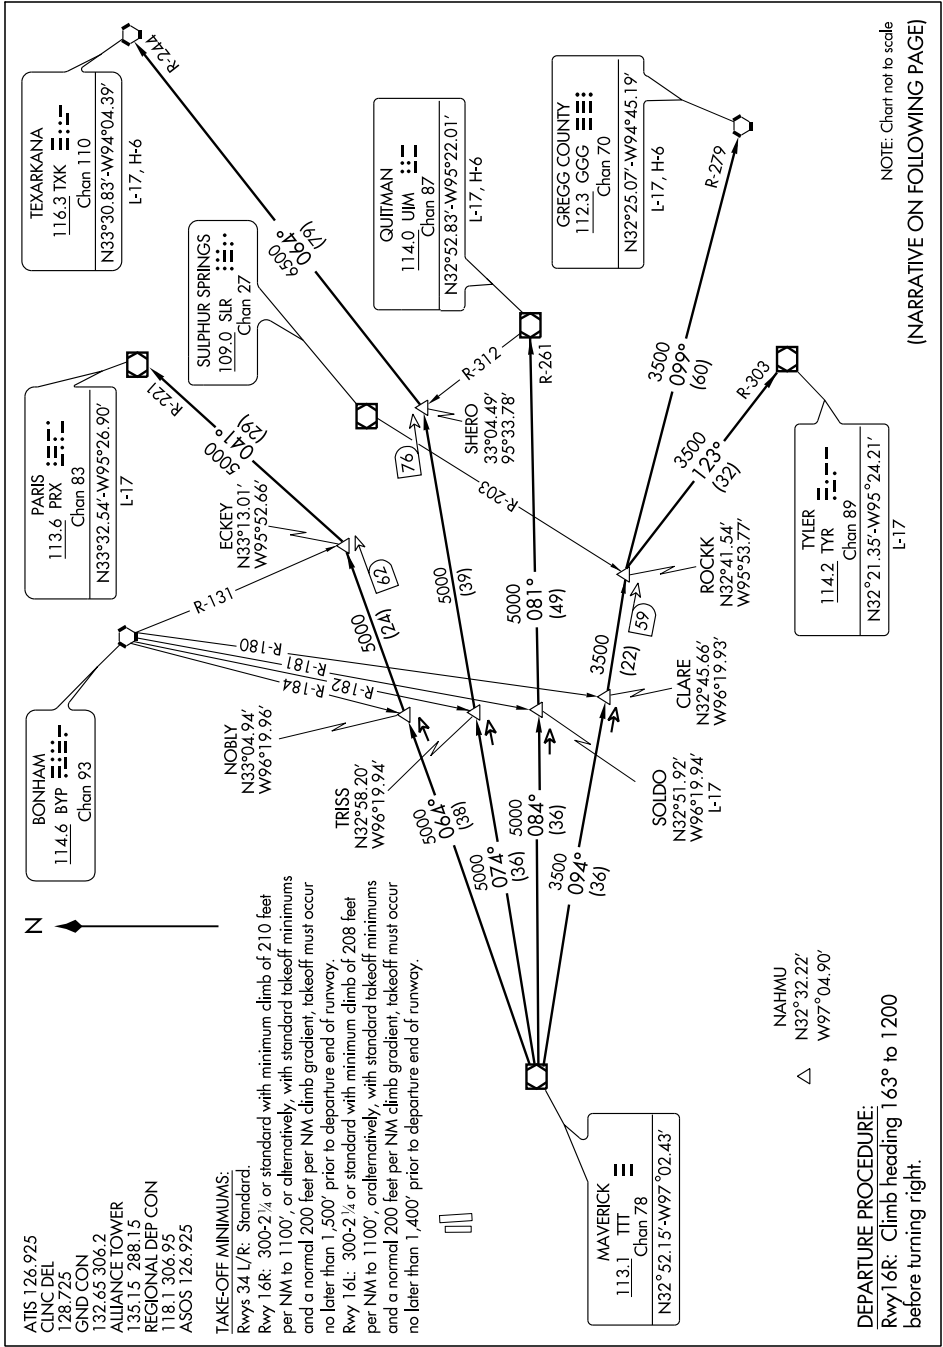 ATIS 126.925
CLNC DEL
128.725
GND CON
132.65 306.2
ALLIANCE TOWER
135.15 288.15
REGIONAL DEP CON
118.1 306.95
ASOS 126.925
TAKE-OFF MINIMUMS:
Rwys 34 L/R: Standard.
Rwy 16R: 300-2¼ or standard with minimum climb of 210 feet
per NM to 1100', or alternatively, with standard takeoff minimums
and a normal 200 feet per NM climb gradient, takeoff must occur
no later than 1,500' prior to departure end of runway.
Rwy 16L: 300-2¼ or standard with minimum climb of 208 feet
per NM to 1100', oralternatively, with standard takeoff minimums
and a normal 200 feet per NM climb gradient, takeoff must occur
no later than 1,400' prior to departure end of runway.
N
BONHAM
114.6 BYP
Chan 93
PARIS
113.6 PRX
Chan 83
N33°32.54'-W95°26.90'
L-17
TEXARKANA
116.3 TXK
Chan 110
N33°30.83'-W94°04.39'
L-17, H-6
SULPHUR SPRINGS
109.0 SLR
Chan 27
QUITMAN
114.0 UIM
Chan 87
N32°52.83'-W95°22.01'
L-17, H-6
GREGG COUNTY
112.3 GGG
Chan 70
N32°25.07'-W94°45.19'
L-17, H-6
TYLER
114.2 TYR
Chan 89
N32°21.35'-W95°24.21'
L-17
MAVERICK
113.1 TTT
Chan 78
N32°52.15'-W97°02.43'
NOBLY
N33°04.94'
W96°19.96'
TRISS
N32°58.20'
W96°19.94'
SOLDO
N32°51.92'
W96°19.94'
L-17
CLARE
N32°45.66'
W96°19.93'
ECKEY
N33°13.01'
W95°52.66'
SHERO
33°04.49'
95°33.78'
ROCKK
N32°41.54'
W95°53.77'
NAHMU
N32°32.22'
W97°04.90'
5000
064°
(38)
5000
074°
(36)
5000
084°
(36)
3500
094°
(36)
5000
(24)
62
5000
041°
(29)
R-221
5000
(39)
76
6500
064°
(79)
R-244
5000
081°
(49)
R-261
3500
(22)
59
3500
099°
(60)
R-279
3500
123°
(32)
R-303
R-131
R-180
R-181
R-182
R-184
R-203
R-312
DEPARTURE PROCEDURE:
Rwy 16R: Climb heading 163° to 1200
before turning right.
NOTE: Chart not to scale
(NARRATIVE ON FOLLOWING PAGE)